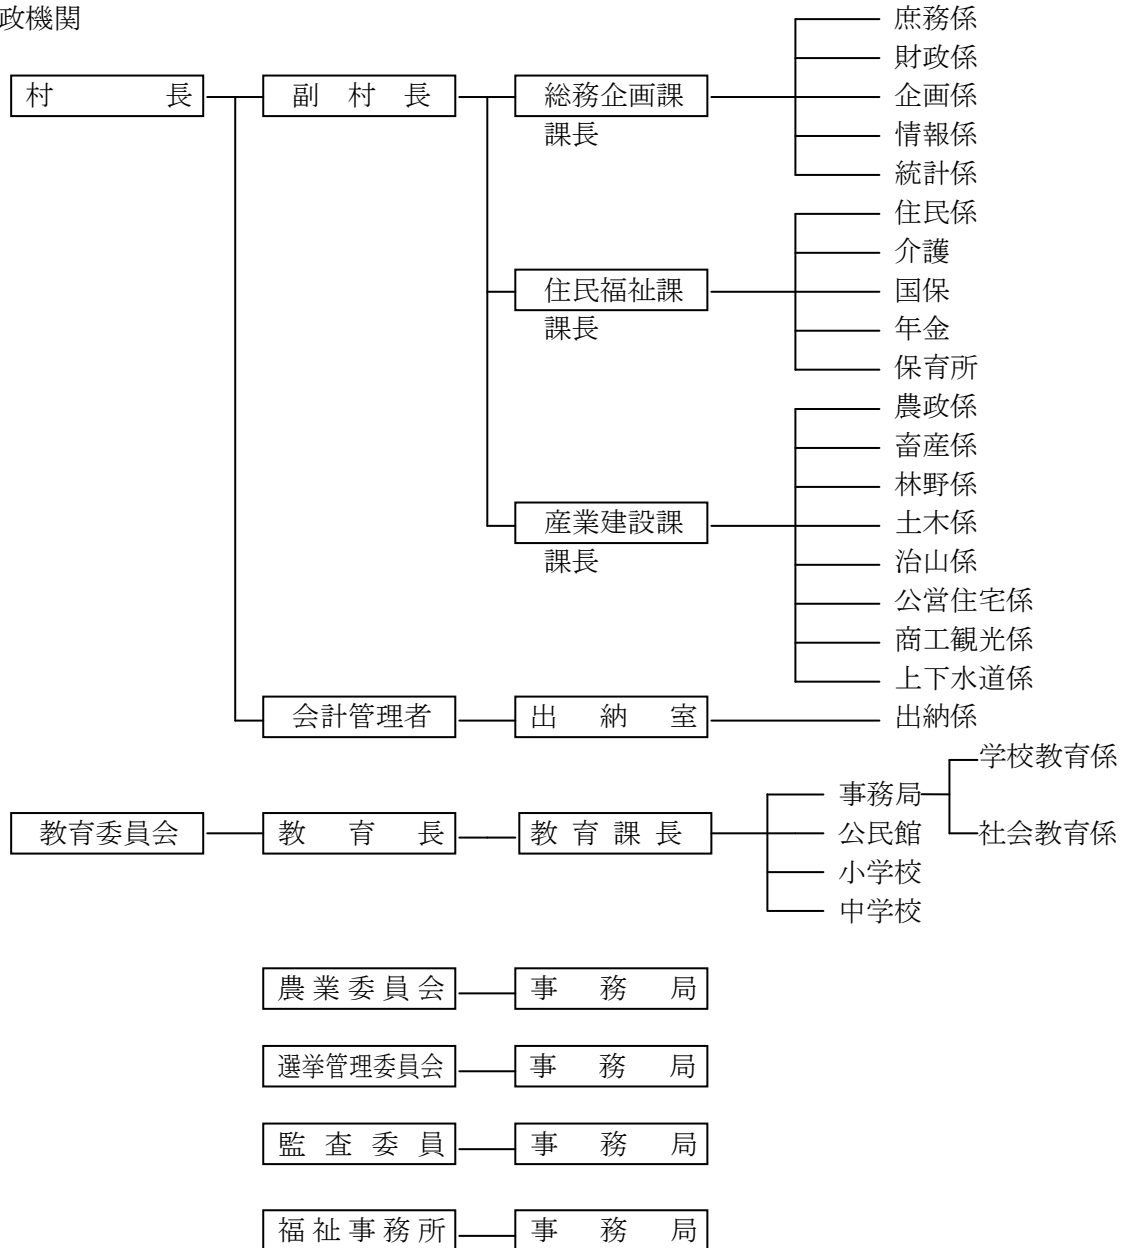 政機関
庶務係
財政係
村長 副村長 総務企画課 企画係
課長 情報係
統計係
住民係
介護
住民福祉課 国保
課長 年金
保育所
農政係
畜産係
林野係
産業建設課 土木係
課長 治山係
公営住宅係
商工観光係
上下水道係
会計管理者 出納室 出納係
学校教育係
事務局
教育委員会 教育長 教育課長 公民館 社会教育係
小学校
中学校
農業委員会 事務局
選挙管理委員会 事務局
監査委員 事務局
福祉事務所 事務局